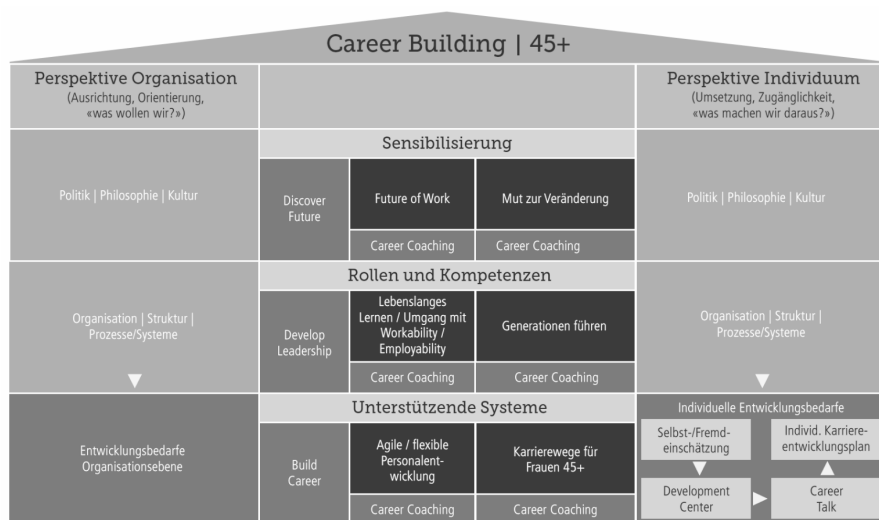 Career Building | 45+
Perspektive Organisation
(Ausrichtung, Orientierung,
«was wollen wir?»)
Perspektive Individuum
(Umsetzung, Zugänglichkeit,
«was machen wir daraus?»)
Politik | Philosophie | Kultur
Sensibilisierung
Discover
Future
Future of Work
Mut zur Veränderung
Career Coaching
Career Coaching
Politik | Philosophie | Kultur
Organisation | Struktur |
Prozesse/Systeme
Rollen und Kompetenzen
Develop
Leadership
Lebenslanges
Lernen / Umgang mit
Workability /
Employability
Generationen führen
Career Coaching
Career Coaching
Organisation | Struktur |
Prozesse/Systeme
Entwicklungsbedarfe
Organisationsebene
Unterstützende Systeme
Build
Career
Agile / flexible
Personalent-
wicklung
Karrierewege für
Frauen 45+
Career Coaching
Career Coaching
Individuelle Entwicklungsbedarfe
Selbst-/Fremd-
einschätzung
Individ. Karriere-
entwicklungsplan
Development
Center
Career
Talk